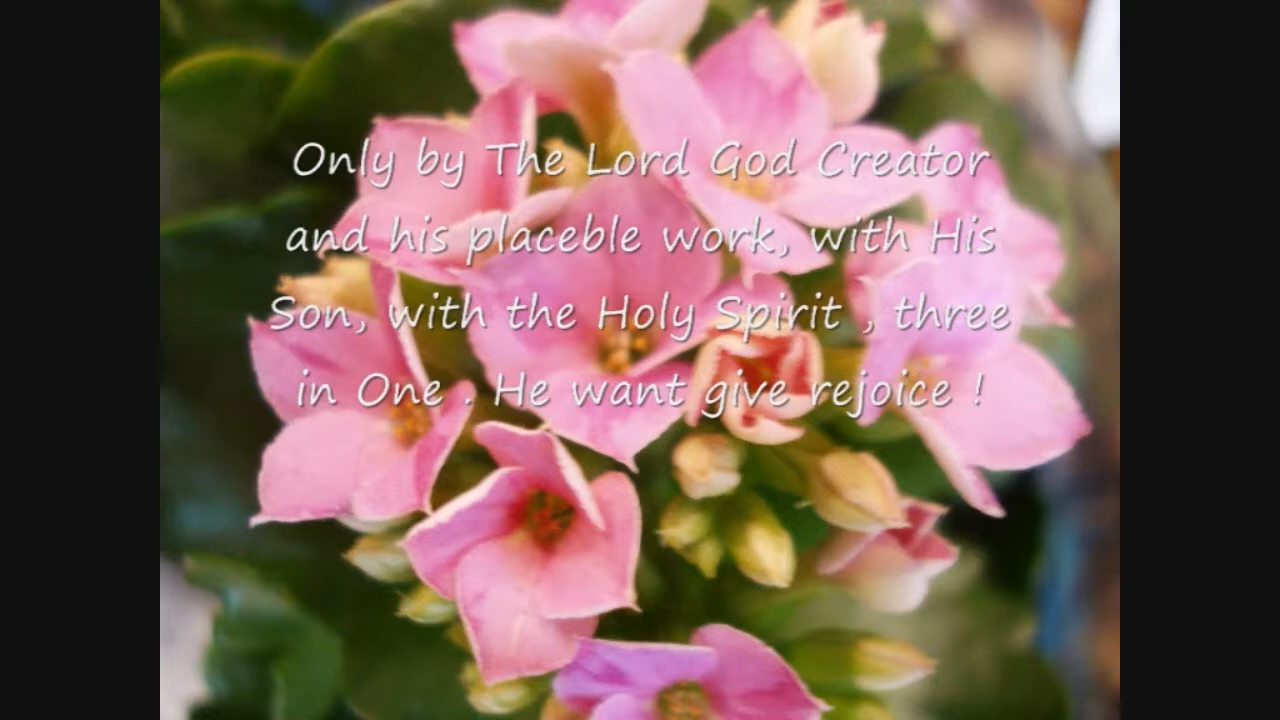 Only by The Lord God Creator
and his placeble work, with His
Son, with the Holy Spirit , three
in One . He want give rejoice !